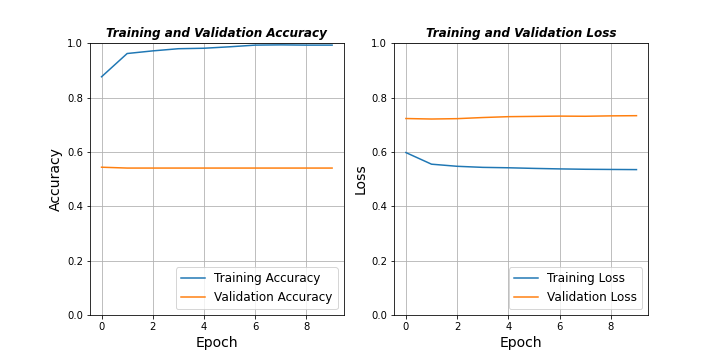 Training and Validation Accuracy
1.0
0.8
0.6
0.4
0.2
0.0
Accuracy
0 2 4 6 8
Epoch
Training Accuracy
Validation Accuracy
Training and Validation Loss
1.0
0.8
0.6
0.4
0.2
0.0
Loss
0 2 4 6 8
Epoch
Training Loss
Validation Loss